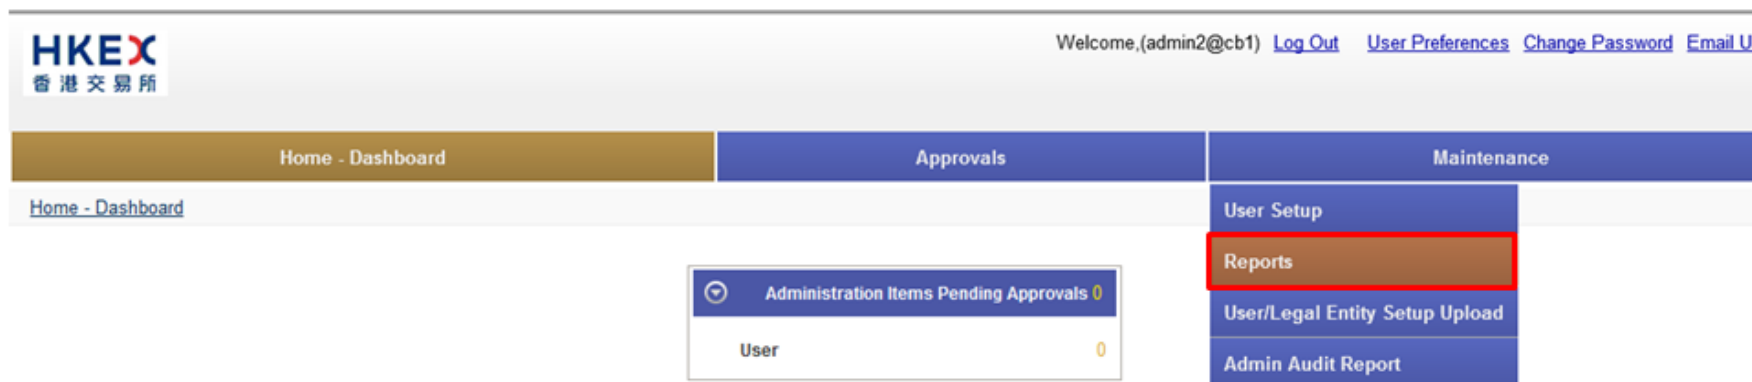 HKEX
香港交易所
Welcome,(admin2@cb1) Log Out User Preferences Change Password Email U
Home - Dashboard Approvals Maintenance
Home - Dashboard
User Setup
Reports
User/Legal Entity Setup Upload
Admin Audit Report
Administration Items Pending Approvals 0
User 0